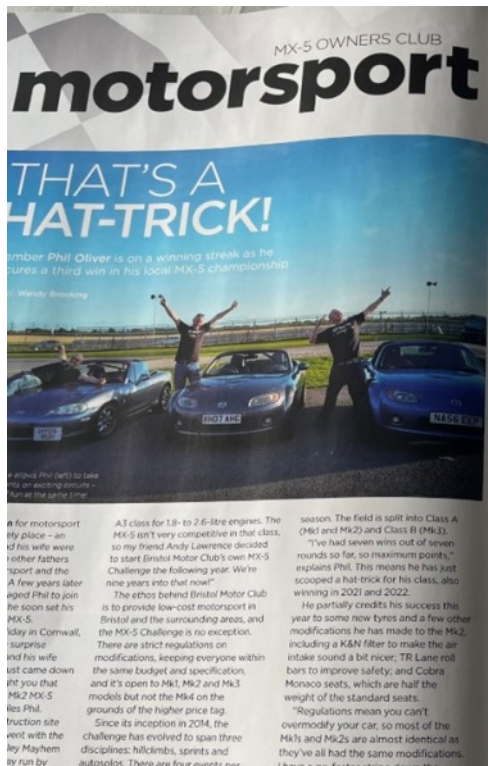 MX-5 OWNERS CLUB
motorsport
THAT'S A
HAT-TRICK!
ember Phil Oliver is on a winning streak as he
cures a third win in his local MX-5 championship
Wendy Brooking
KH07 AHG
NA56 EEP
allows Phil (left) to take
nts on exciting circuits –
fun at the same time!
n for motorsport
ely place – an
d his wife were
other fathers
sport and the
A few years later
aged Phil to join
he soon set his
MX-5.
iday in Cornwall,
surprise
nd his wife
ust came down
ht you that
Mk2 MX-5
les Phil.
truction site
vent with the
ley Mayhem
ay run by
A3 class for 1.8- to 2.6-litre engines. The
MX-5 isn't very competitive in that class,
so my friend Andy Lawrence decided
to start Bristol Motor Club's own MX-5
Challenge the following year. We're
nine years into that now!"
The ethos behind Bristol Motor Club
is to provide low-cost motorsport in
Bristol and the surrounding areas, and
the MX-5 Challenge is no exception.
There are strict regulations on
modifications, keeping everyone within
the same budget and specification,
and it's open to Mk1, Mk2 and Mk3
models but not the Mk4 on the
grounds of the higher price tag.
Since its inception in 2014, the
challenge has evolved to span three
disciplines: hillclimbs, sprints and
autosolos. There are four events per
season. The field is split into Class A
(Mk1 and Mk2) and Class B (Mk3).
"I've had seven wins out of seven
rounds so far, so maximum points,"
explains Phil. This means he has just
scooped a hat-trick for his class, also
winning in 2021 and 2022.
He partially credits his success this
year to some new tyres and a few other
modifications he has made to the Mk2,
including a K&N filter to make the air
intake sound a bit nicer; TR Lane roll
bars to improve safety; and Cobra
Monaco seats, which are half the
weight of the standard seats.
"Regulations mean you can't
overmodify your car, so most of the
Mk1s and Mk2s are almost identical as
they've all had the same modifications.